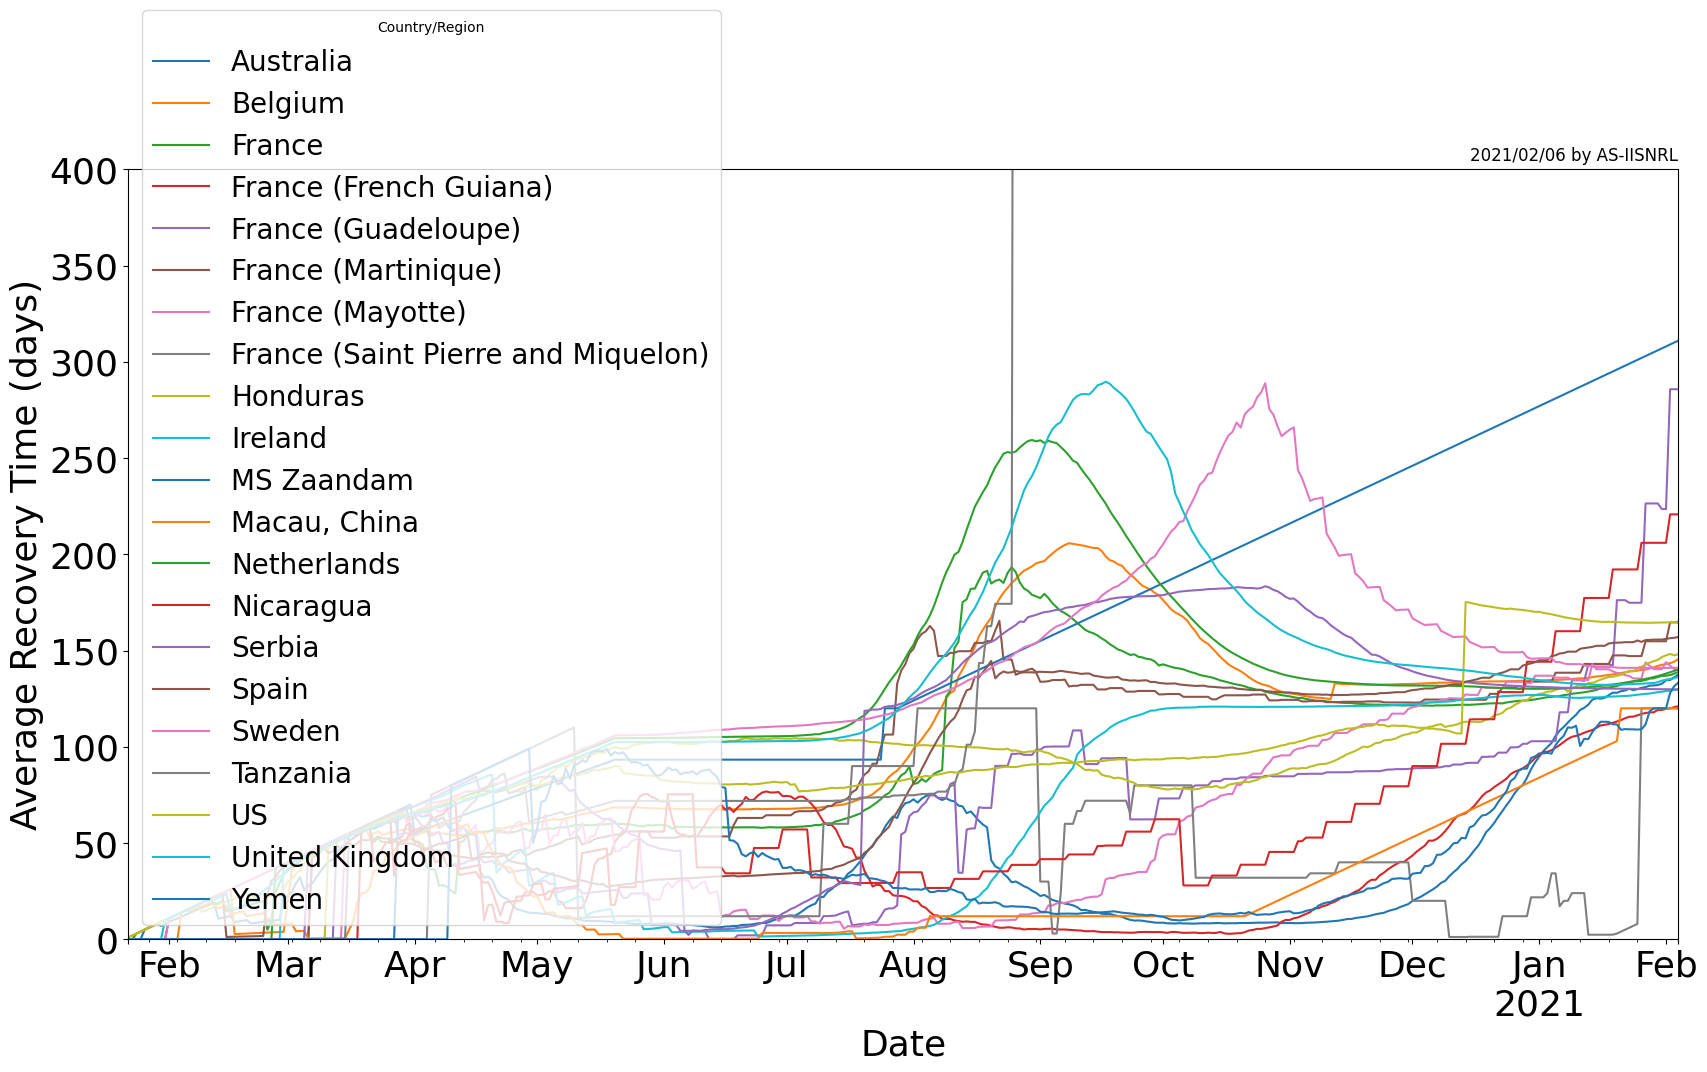 Country/Region
Australia
Belgium
France
France (French Guiana)
France (Guadeloupe)
France (Martinique)
France (Mayotte)
France (Saint Pierre and Miquelon)
Honduras
Ireland
MS Zaandam
Macau, China
Netherlands
Nicaragua
Serbia
Spain
Sweden
Tanzania
US
United Kingdom
Yemen
2021/02/06 by AS-IISNRL
Average Recovery Time (days)
400
350
300
250
200
150
100
50
0
Feb Mar Apr May Jun Jul Aug Sep Oct Nov Dec Jan Feb
2021
Date